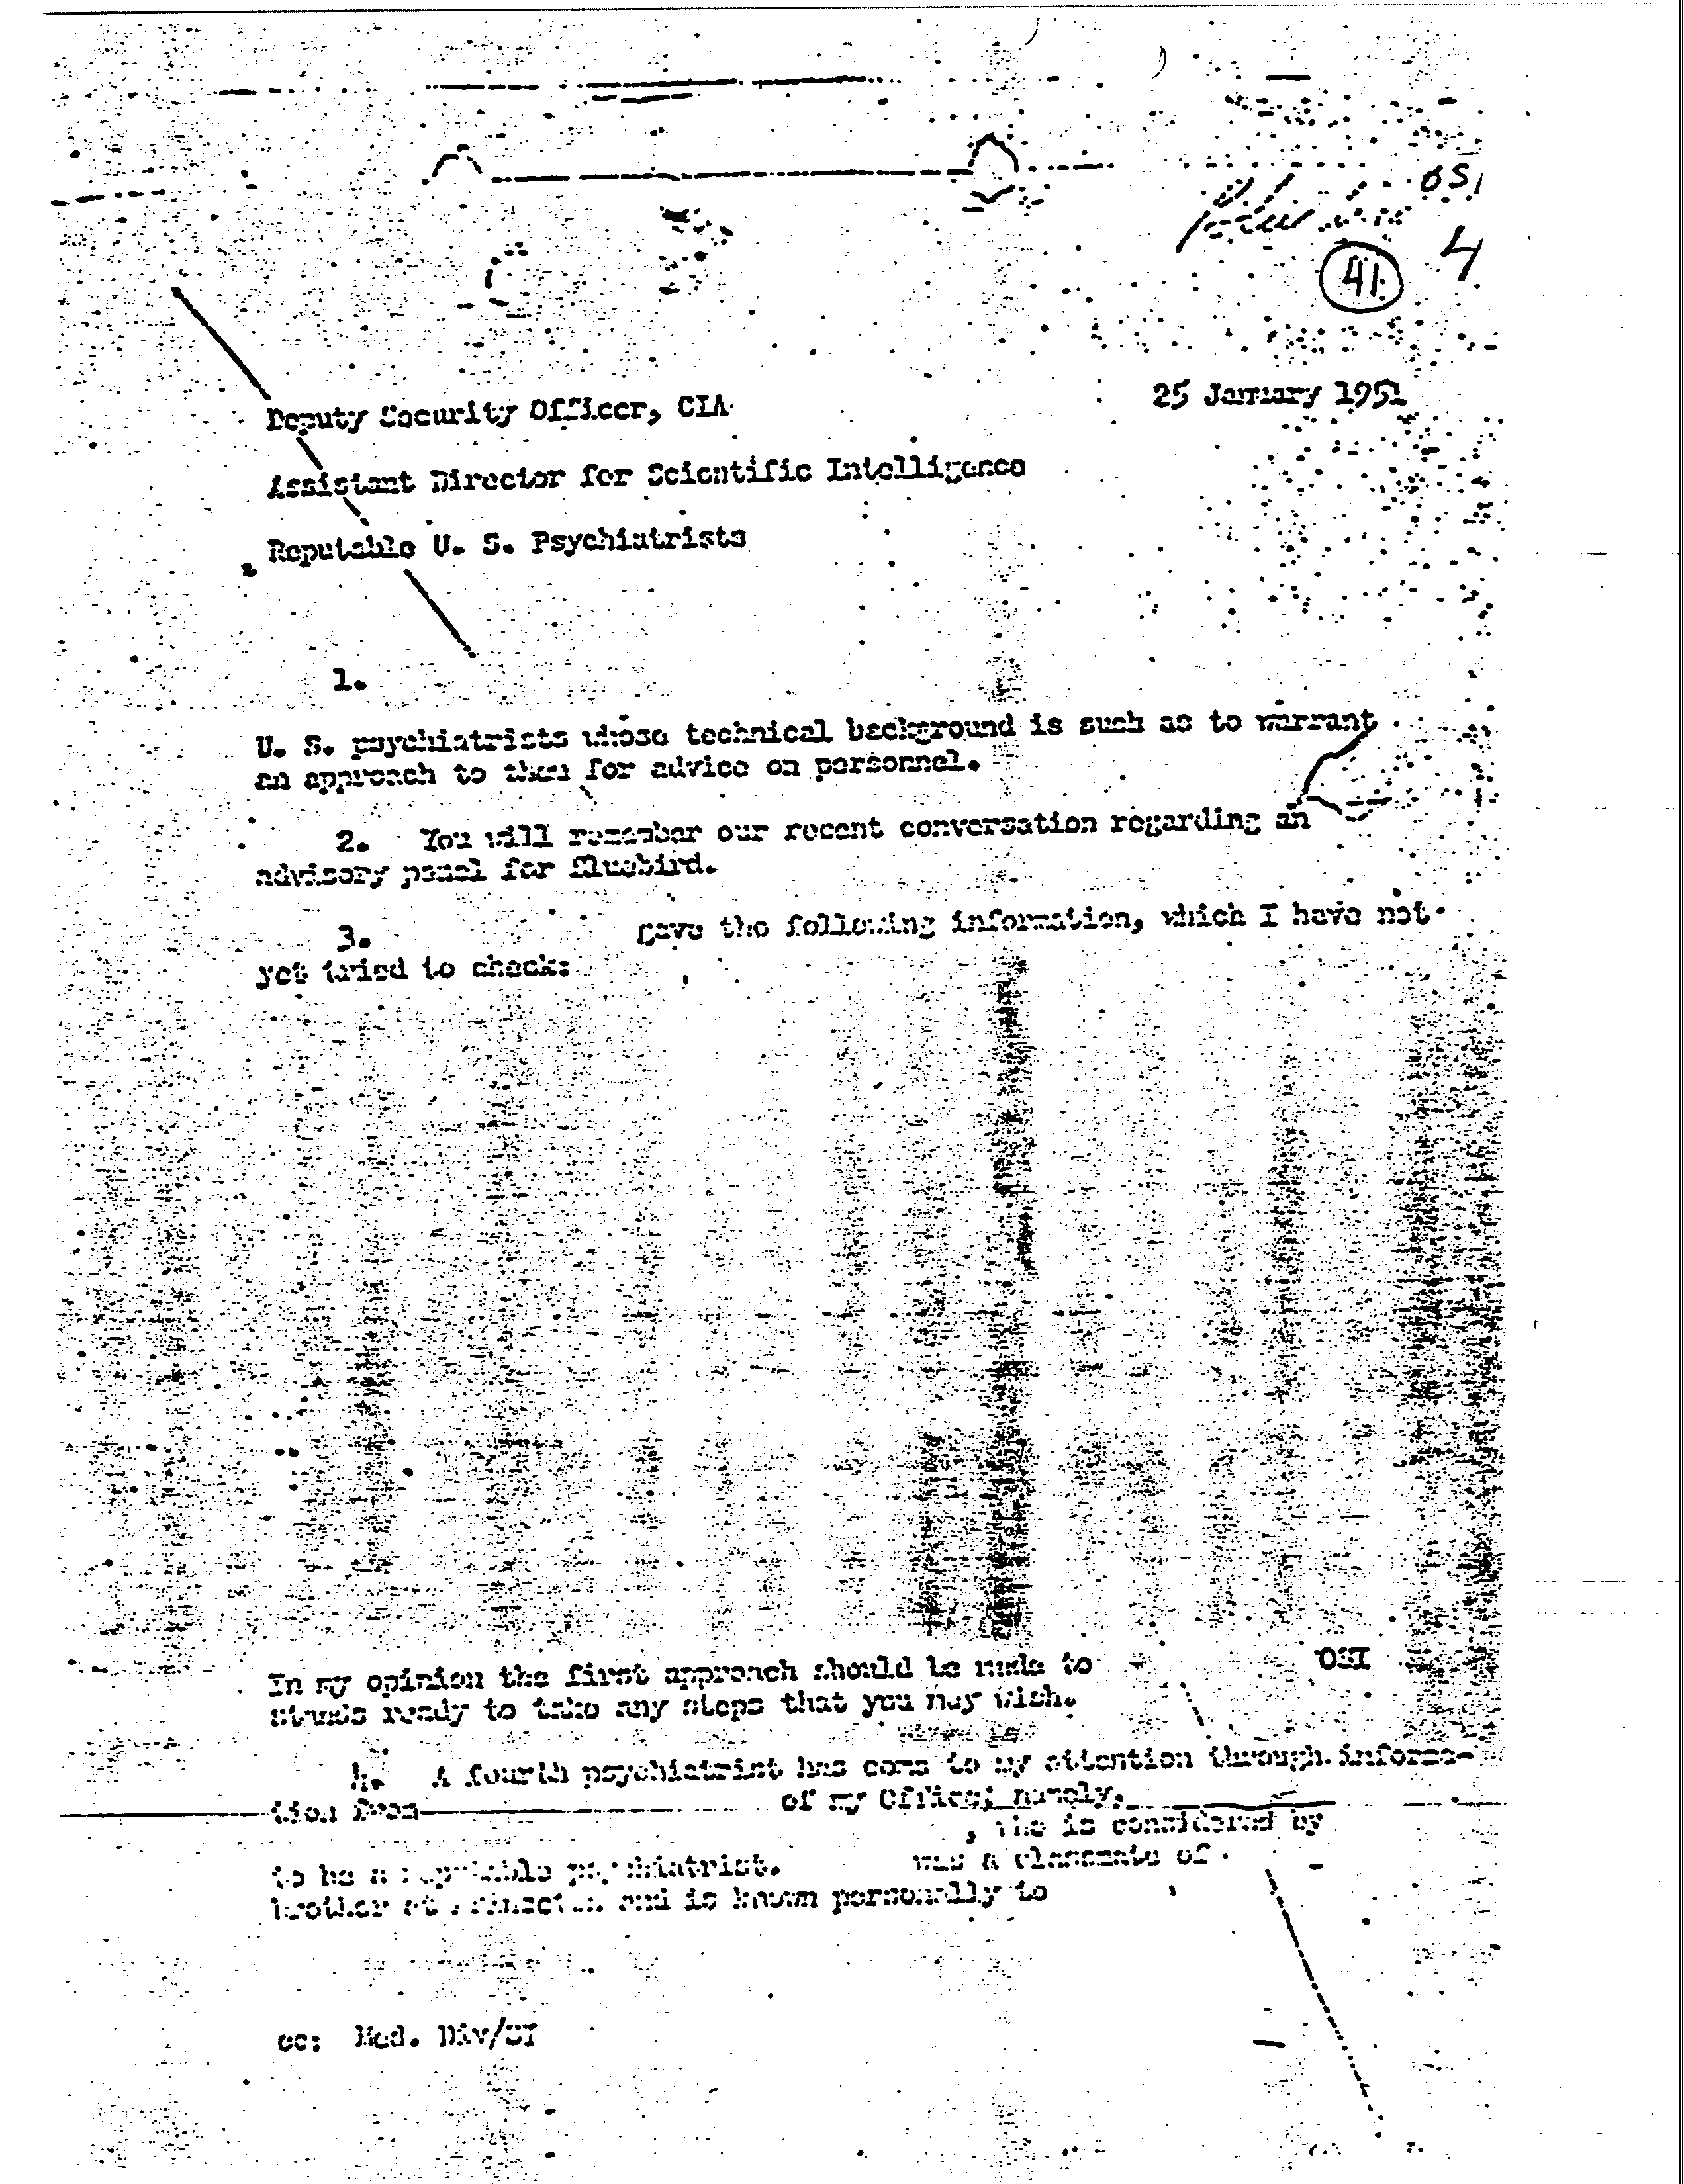 OSI
4
41
25 January 1951
Deputy Security Officer, CIA
Assistant Director for Scientific Intelligence
Reputable U. S. Psychiatrists
1.
U. S. psychiatrists whose technical background is such as to warrant
an approach to them for advice on personnel.
2. You will remember our recent conversation regarding an
advisory panel for Bluebird.
3. gave the following information, which I have not
yet tried to check:
In my opinion the first approach should be made to OSI
stands ready to take any steps that you may wish.
4. A fourth psychiatrist has come to my attention through informa-
tion from of my Office; namely,
, who is considered by
to be a reputable psychiatrist. was a classmate of
brother at Princeton and is known personally to
cc: Med. Div/SI